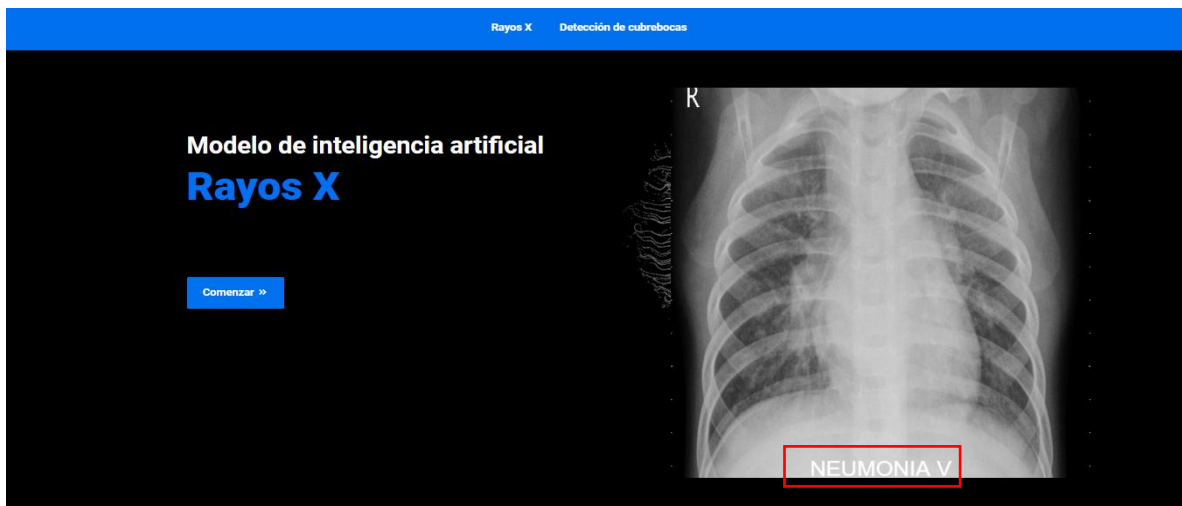 Rayos X Detección de cubrebocas
R
Modelo de inteligencia artificial
Rayos X
Comenzar »
NEUMONIA V